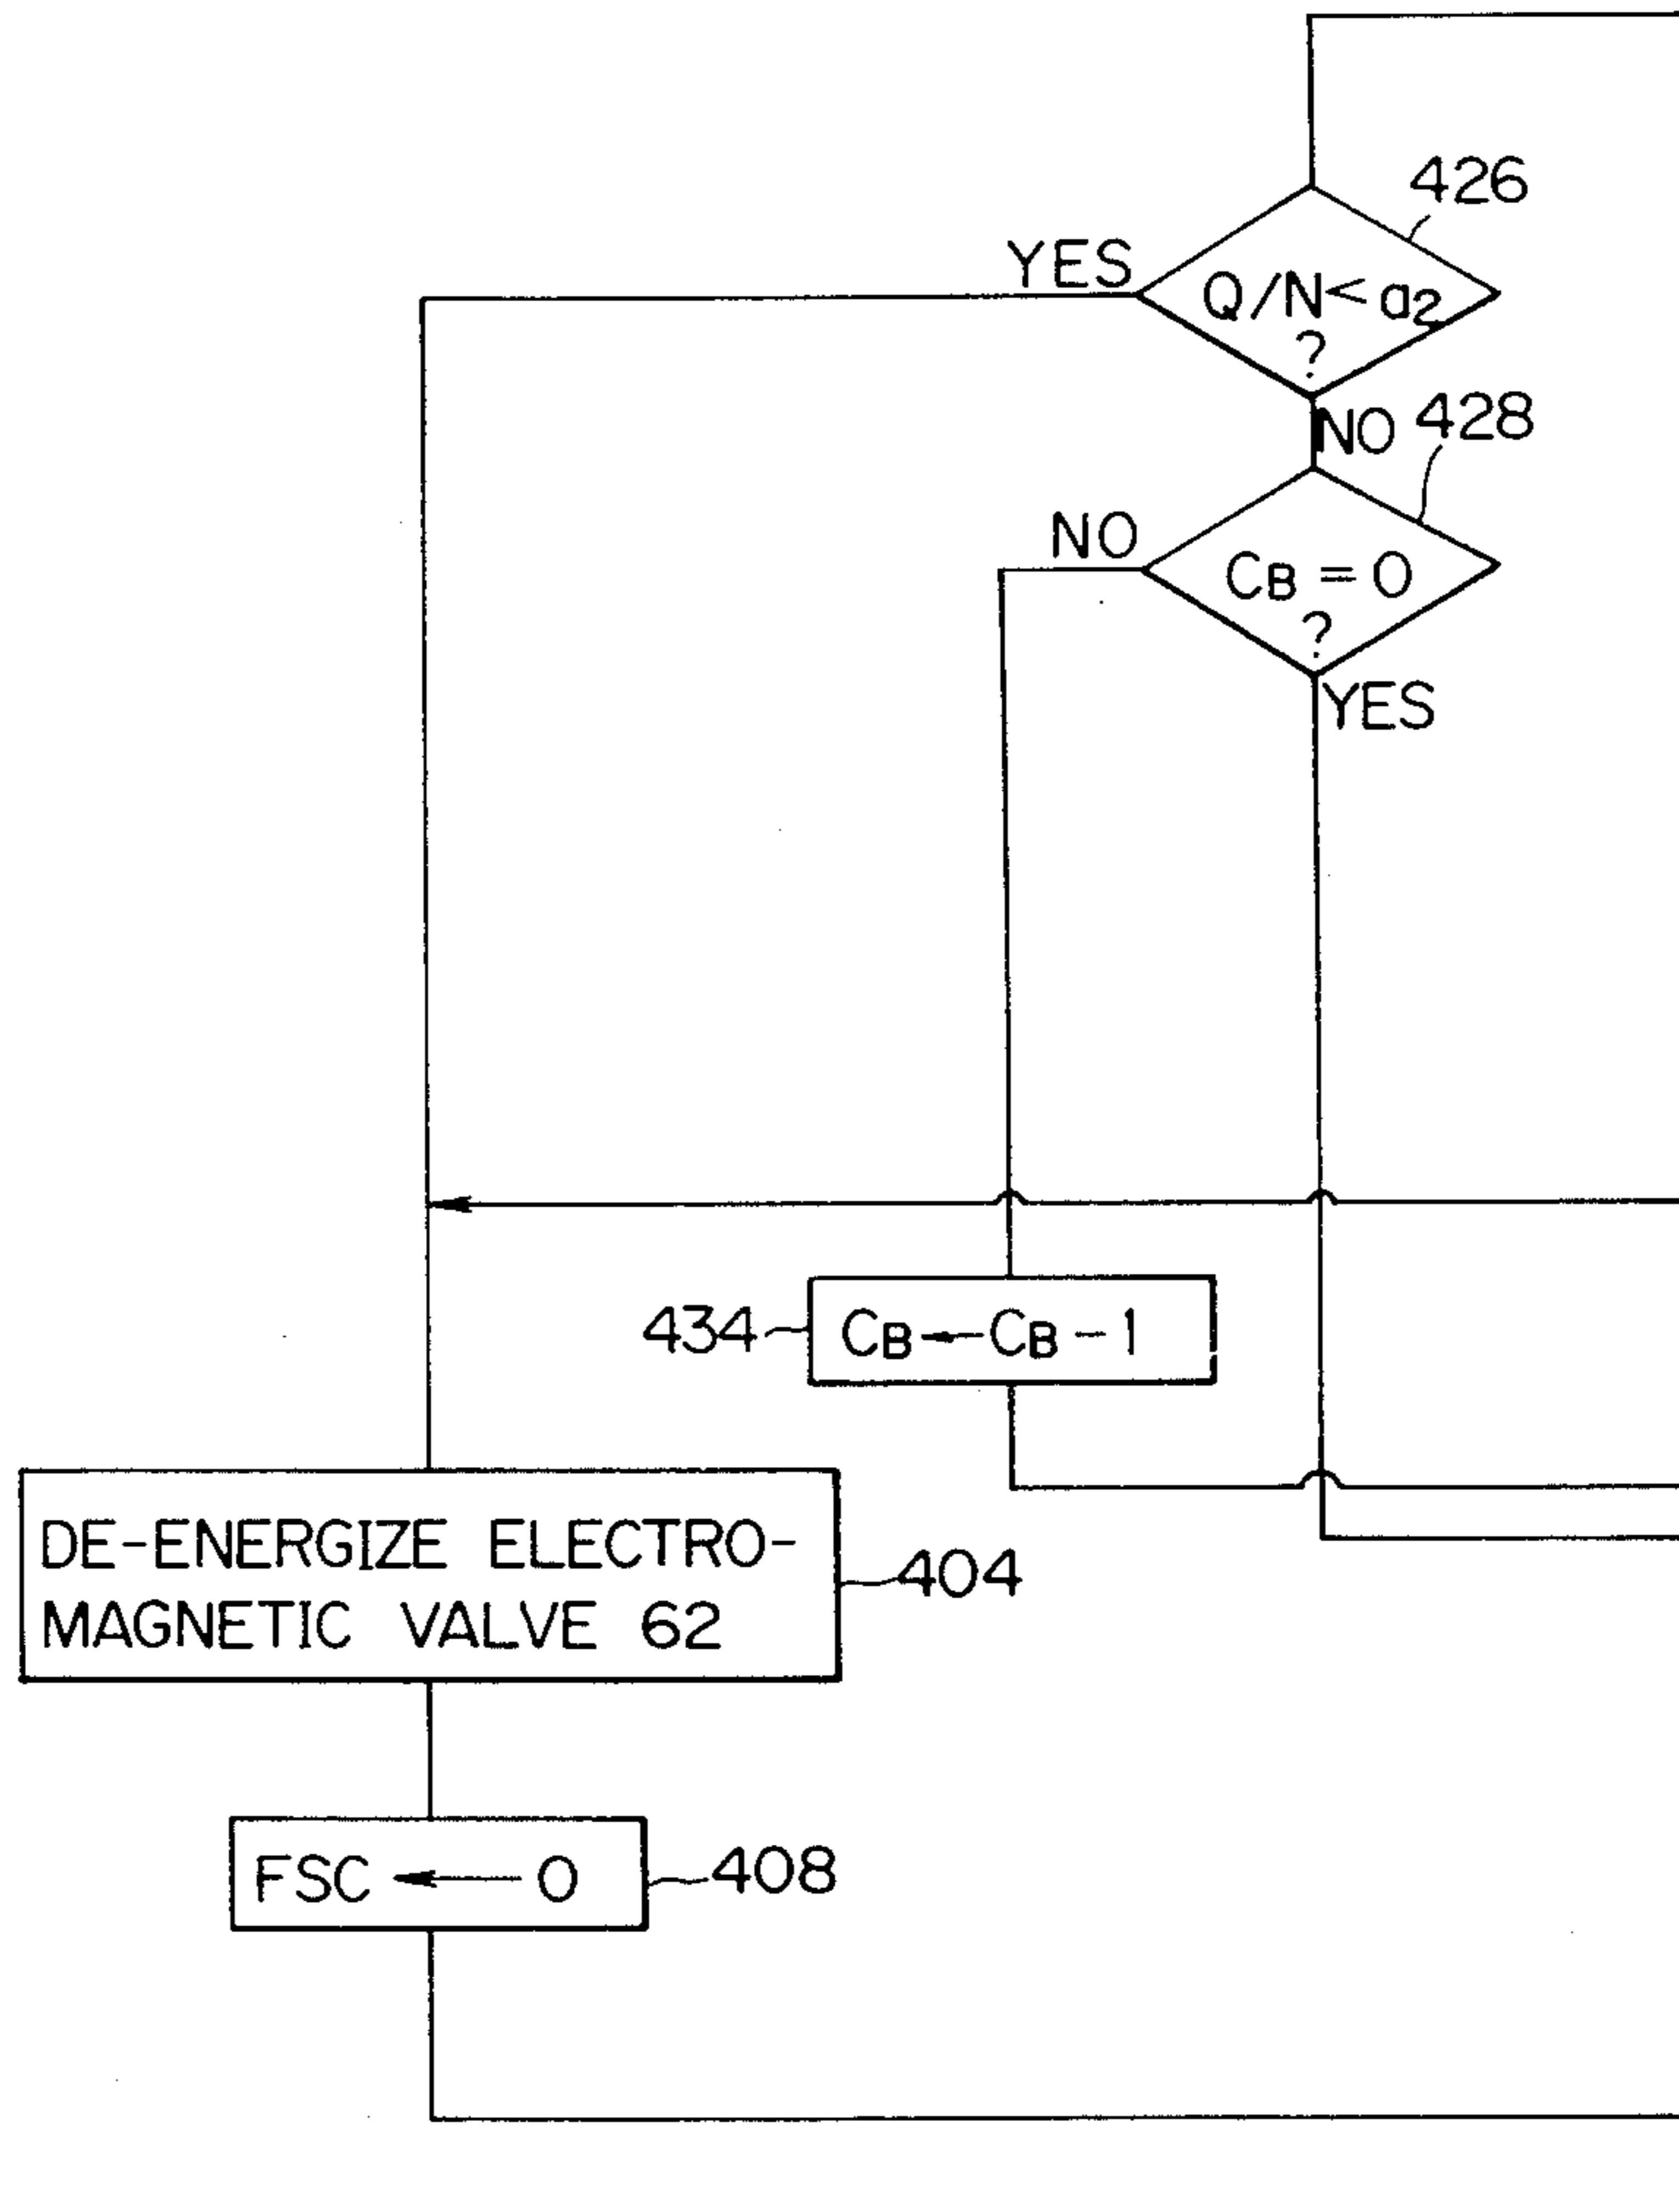 426
YES
Q/N<a2
?
NO
428
NO
CB=0
?
YES
434
CB←CB-1
DE-ENERGIZE ELECTRO-
MAGNETIC VALVE 62
404
FSC ← 0
408